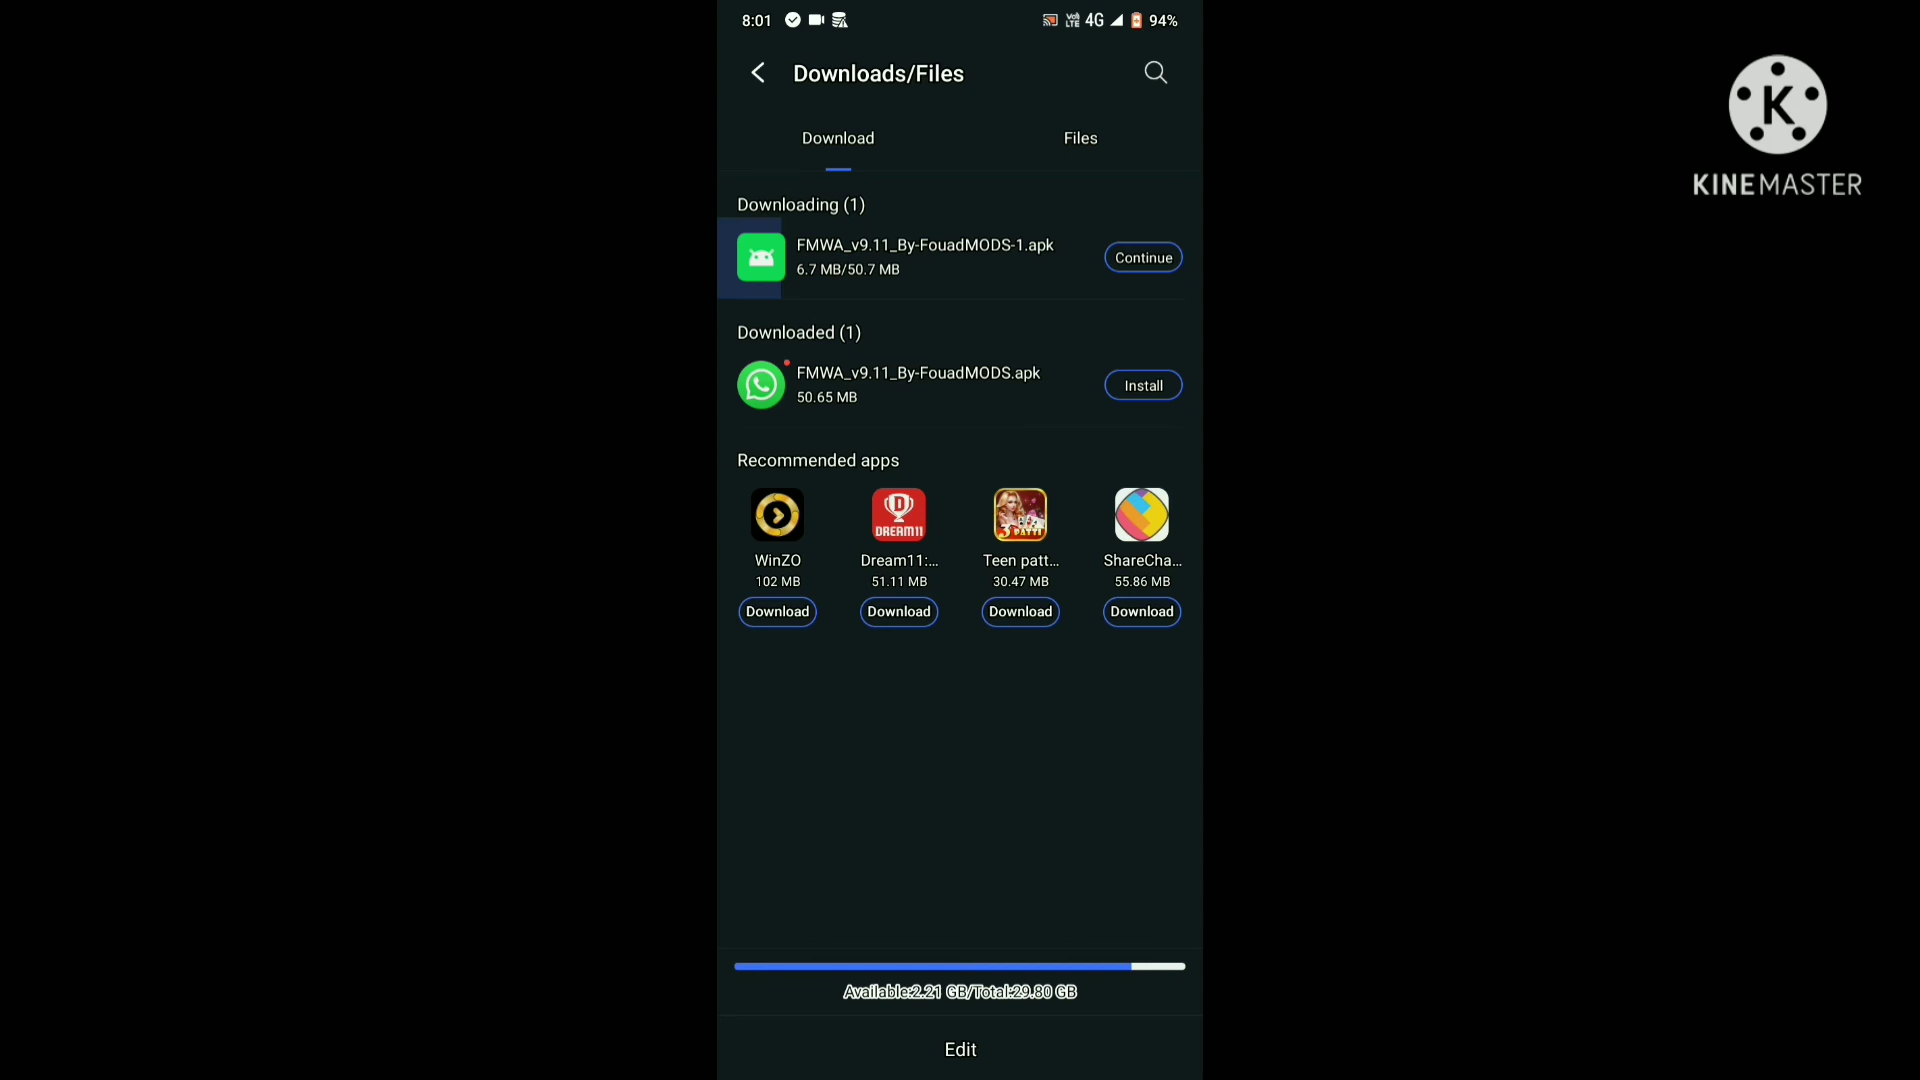 8:01
4G
94%
Downloads/Files
Download Files
Downloading (1)
FMWA_v9.11_By-FouadMODS-1.apk
6.7 MB/50.7 MB
Continue
Downloaded (1)
FMWA_v9.11_By-FouadMODS.apk
50.65 MB
Install
Recommended apps
DREAM11
3 PATTI
WinZO Dream11:... Teen patt... ShareCha...
102 MB 51.11 MB 30.47 MB 55.86 MB
Download Download Download Download
Available:2.21 GB/Total:29.80 GB
Edit
K
KINEMASTER